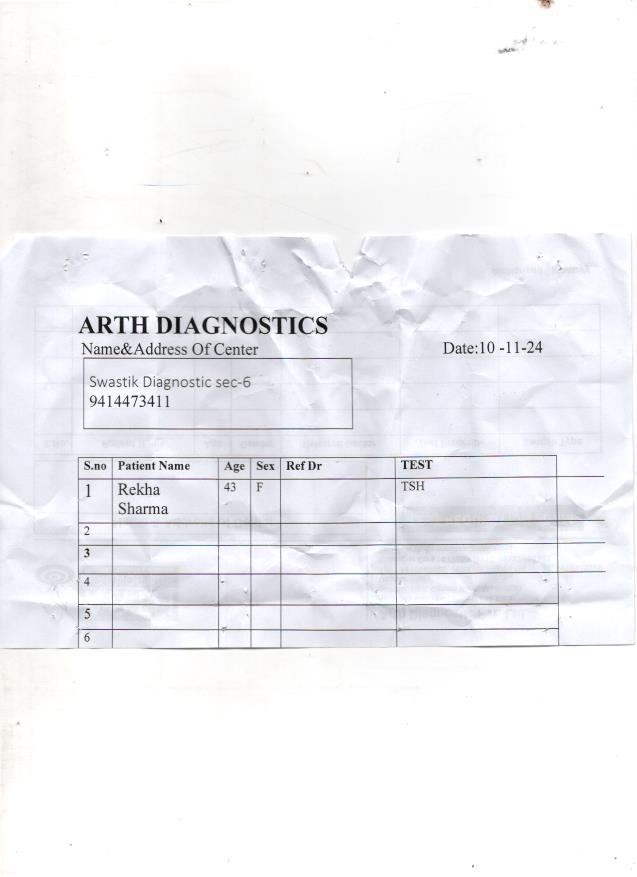 ARTH DIAGNOSTICS
Name&Address Of Center
Date:10 -11-24
Swastik Diagnostic sec-6
9414473411
S.no Patient Name Age Sex Ref Dr TEST
1 Rekha Sharma 43 F TSH
2
3
4
5
6